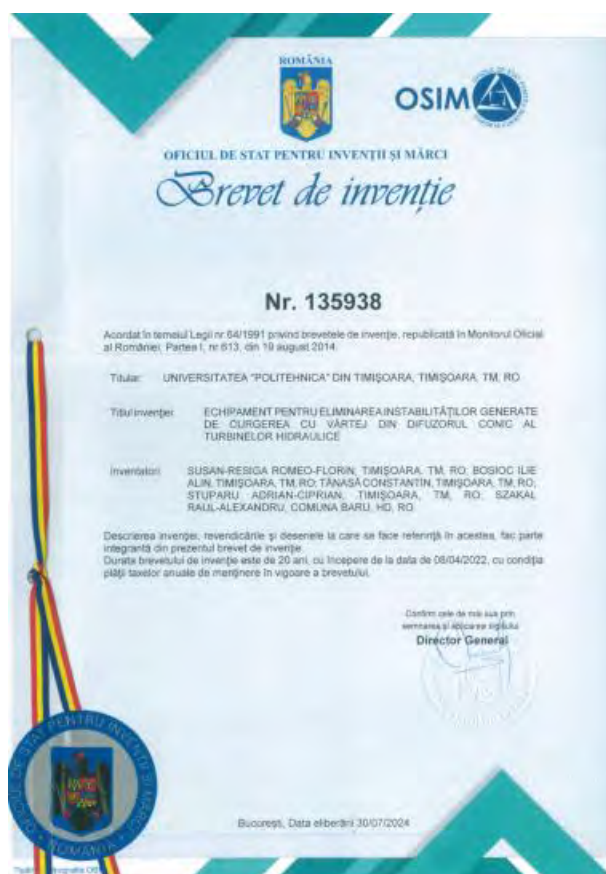 ROMÂNIA
OSIM
OFICIUL DE STAT PENTRU INVENȚII ȘI MĂRCI
Brevet de invenție
Nr. 135938
Acordat în temeiul Legii nr 64/1991 privind brevetele de invenție, republicată în Monitorul Oficial
al României, Partea I, nr.613, din 19 august 2014.
Titular: UNIVERSITATEA "POLITEHNICA" DIN TIMIȘOARA, TIMIȘOARA, TM, RO
Titlul invenției: ECHIPAMENT PENTRU ELIMINAREA INSTABILITĂȚILOR GENERATE
DE CURGEREA CU VÂRTEJ DIN DIFUZORUL CONIC AL
TURBINELOR HIDRAULICE
Inventatori: SUSAN-RESIGA ROMEO-FLORIN, TIMIȘOARA, TM, RO; BOSIOC ILIE
ALIN, TIMIȘOARA, TM, RO; TĂNASĂ CONSTANTIN, TIMIȘOARA, TM, RO;
STUPARU ADRIAN-CIPRIAN, TIMIȘOARA, TM, RO; SZAKAL
RAUL-ALEXANDRU, COMUNA BARU, HD, RO
Descrierea invenției, revendicările și desenele la care se face referință în acestea, fac parte
integrantă din prezentul brevet de invenție.
Durata brevetului de invenție este de 20 ani, cu începere de la data de 08/04/2022, cu condiția
plății taxelor anuale de menținere în vigoare a brevetului.
Confirm cele de mai sus prin
semnarea și aplicarea sigiliului
Director General
OFICIUL DE STAT PENTRU INVENȚII ȘI MĂRCI
ROMÂNIA
București, Data eliberării 30/07/2024